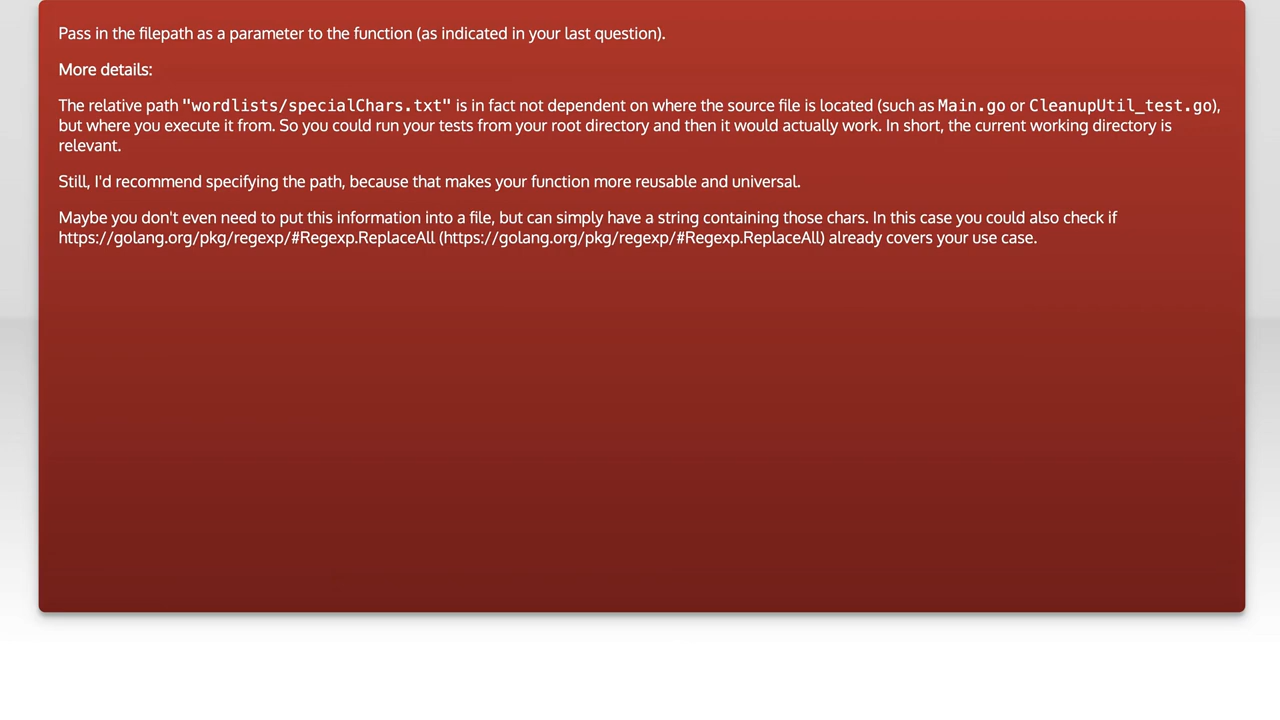 Pass in the filepath as a parameter to the function (as indicated in your last question).
More details:
The relative path "wordlists/specialChars.txt" is in fact not dependent on where the source file is located (such as Main.go or CleanupUtil_test.go),
but where you execute it from. So you could run your tests from your root directory and then it would actually work. In short, the current working directory is
relevant.
Still, I'd recommend specifying the path, because that makes your function more reusable and universal.
Maybe you don't even need to put this information into a file, but can simply have a string containing those chars. In this case you could also check if
https://golang.org/pkg/regexp/#Regexp.ReplaceAll (https://golang.org/pkg/regexp/#Regexp.ReplaceAll) already covers your use case.